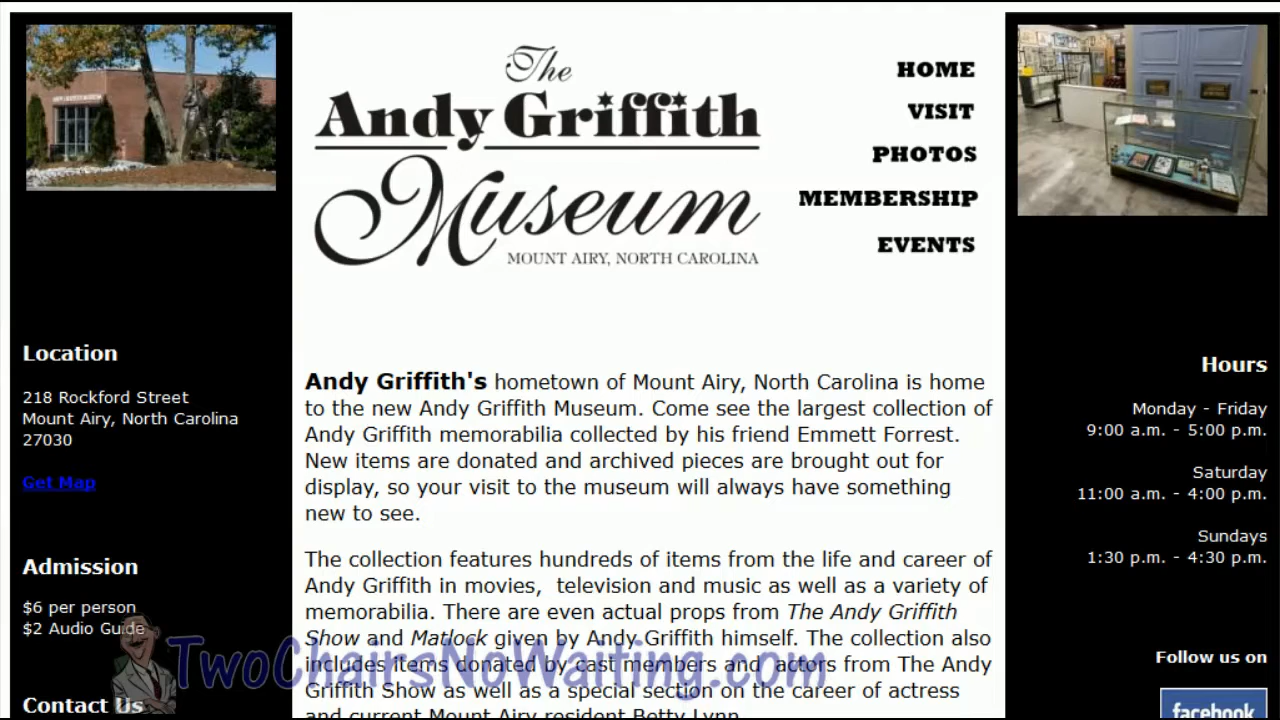 The
Andy Griffith
Museum
MOUNT AIRY, NORTH CAROLINA
HOME
VISIT
PHOTOS
MEMBERSHIP
EVENTS
Location
218 Rockford Street
Mount Airy, North Carolina
27030
Get Map
Admission
$6 per person
$2 Audio Guide
Contact Us
Andy Griffith's hometown of Mount Airy, North Carolina is home
to the new Andy Griffith Museum. Come see the largest collection of
Andy Griffith memorabilia collected by his friend Emmett Forrest.
New items are donated and archived pieces are brought out for
display, so your visit to the museum will always have something
new to see.
The collection features hundreds of items from the life and career of
Andy Griffith in movies, television and music as well as a variety of
memorabilia. There are even actual props from The Andy Griffith
Show and Matlock given by Andy Griffith himself. The collection also
includes items donated by cast members and actors from The Andy
Griffith Show as well as a special section on the career of actress
and current Mount Airy resident Betty Lynn.
Hours
Monday - Friday
9:00 a.m. - 5:00 p.m.
Saturday
11:00 a.m. - 4:00 p.m.
Sundays
1:30 p.m. - 4:30 p.m.
Follow us on
facebook
TwoChairsNoWaiting.com